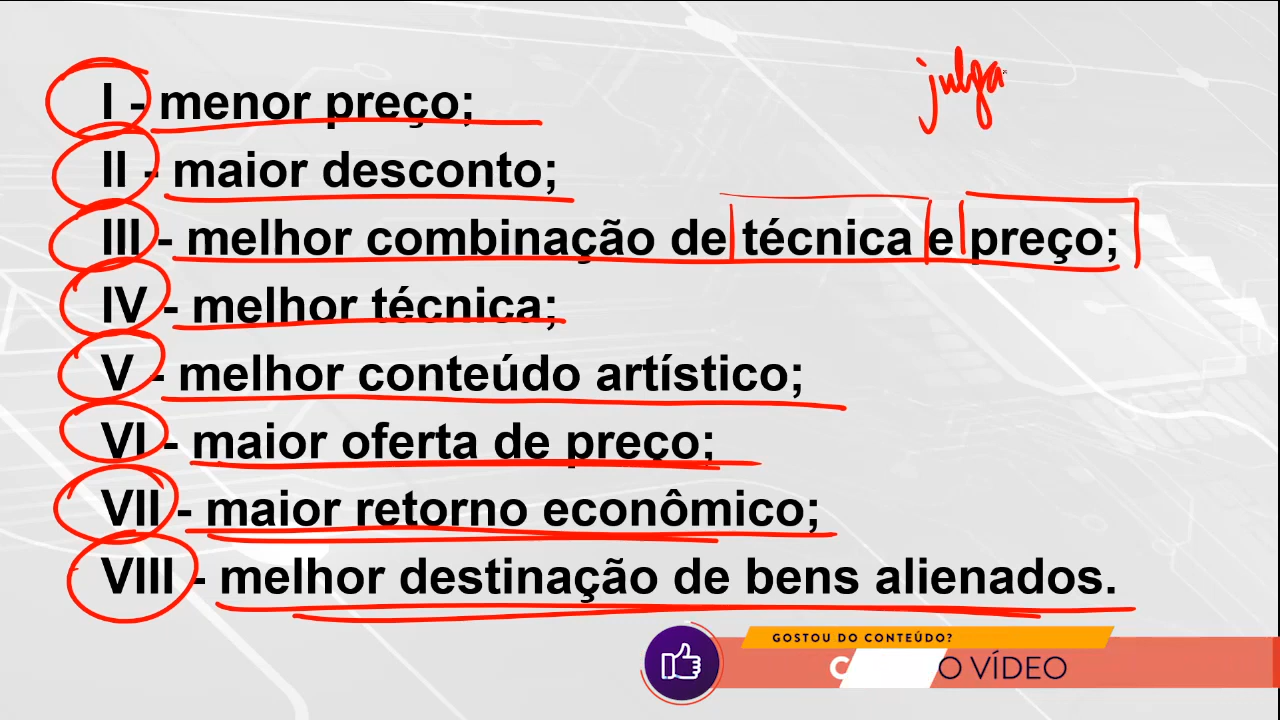 julga
I - menor preço;
II - maior desconto;
III - melhor combinação de técnica e preço;
IV - melhor técnica;
V - melhor conteúdo artístico;
VI - maior oferta de preço;
VII - maior retorno econômico;
VIII - melhor destinação de bens alienados.
GOSTOU DO CONTEÚDO?
O VÍDEO